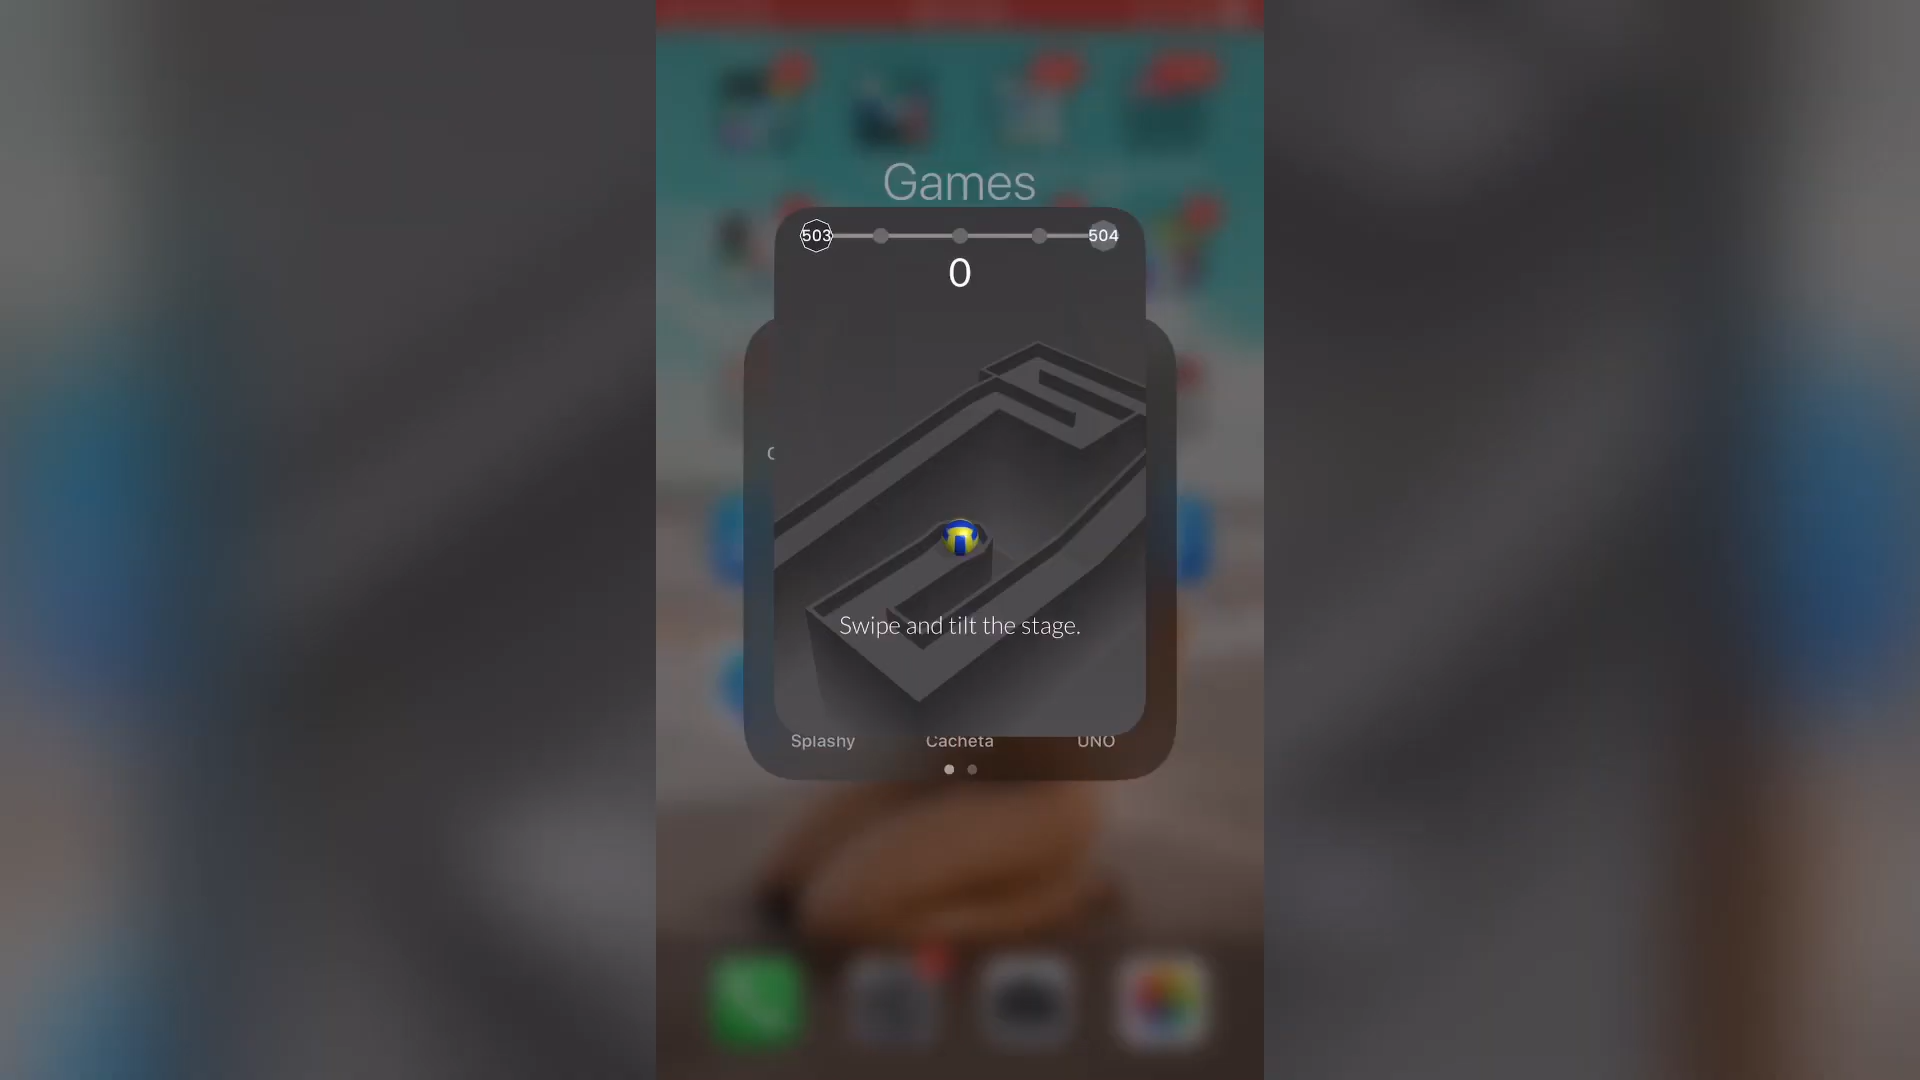 Games
503
504
0
Swipe and tilt the stage.
Splashy
Cacheta
UNO